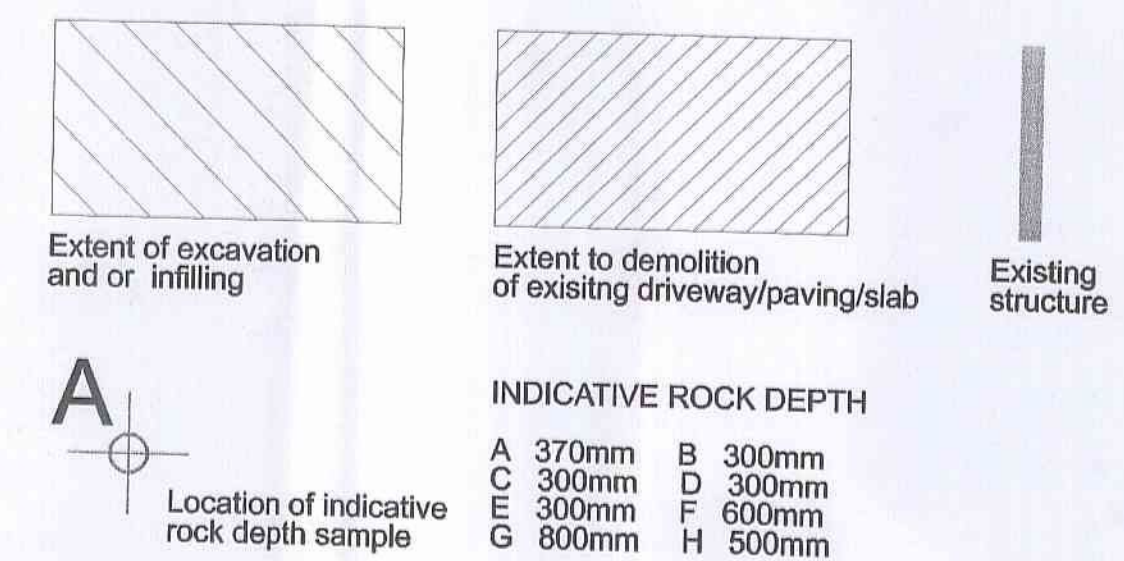 Extent of excavation
and or infilling
Extent to demolition
of exisitng driveway/paving/slab
Existing
structure
A
Location of indicative
rock depth sample
INDICATIVE ROCK DEPTH
A 370mm B 300mm
C 300mm D 300mm
E 300mm F 600mm
G 800mm H 500mm